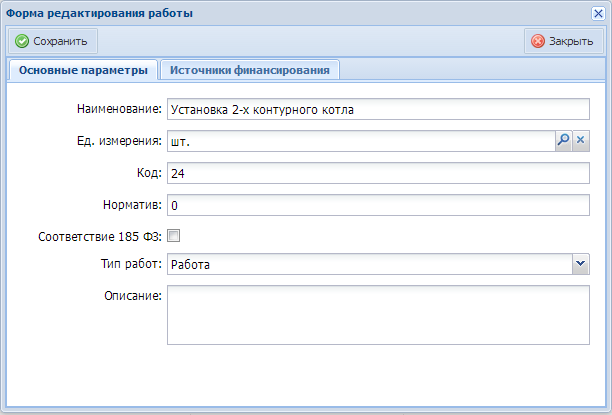 Форма редактирования работы
Сохранить
Закрыть
Основные параметры
Источники финансирования
Наименование: Установка 2-х контурного котла
Ед. измерения: шт.
Код: 24
Норматив: 0
Соответствие 185 ФЗ:
Тип работ: Работа
Описание: